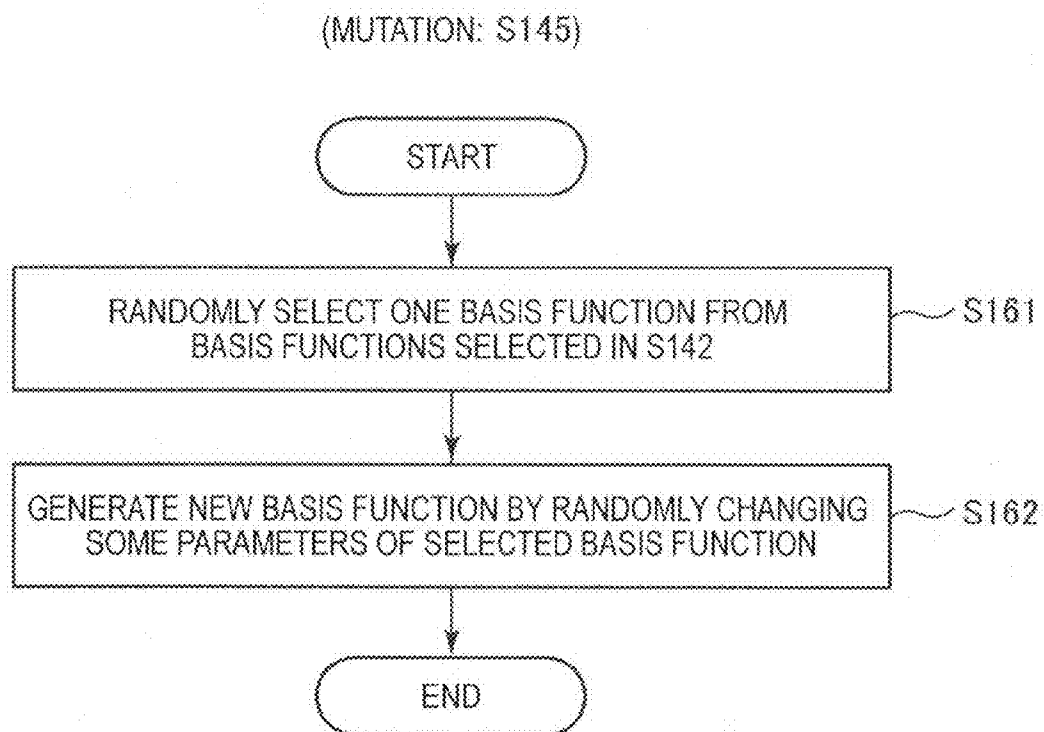 (MUTATION: S145)
START
RANDOMLY SELECT ONE BASIS FUNCTION FROM
BASIS FUNCTIONS SELECTED IN S142
S161
GENERATE NEW BASIS FUNCTION BY RANDOMLY CHANGING
SOME PARAMETERS OF SELECTED BASIS FUNCTION
S162
END